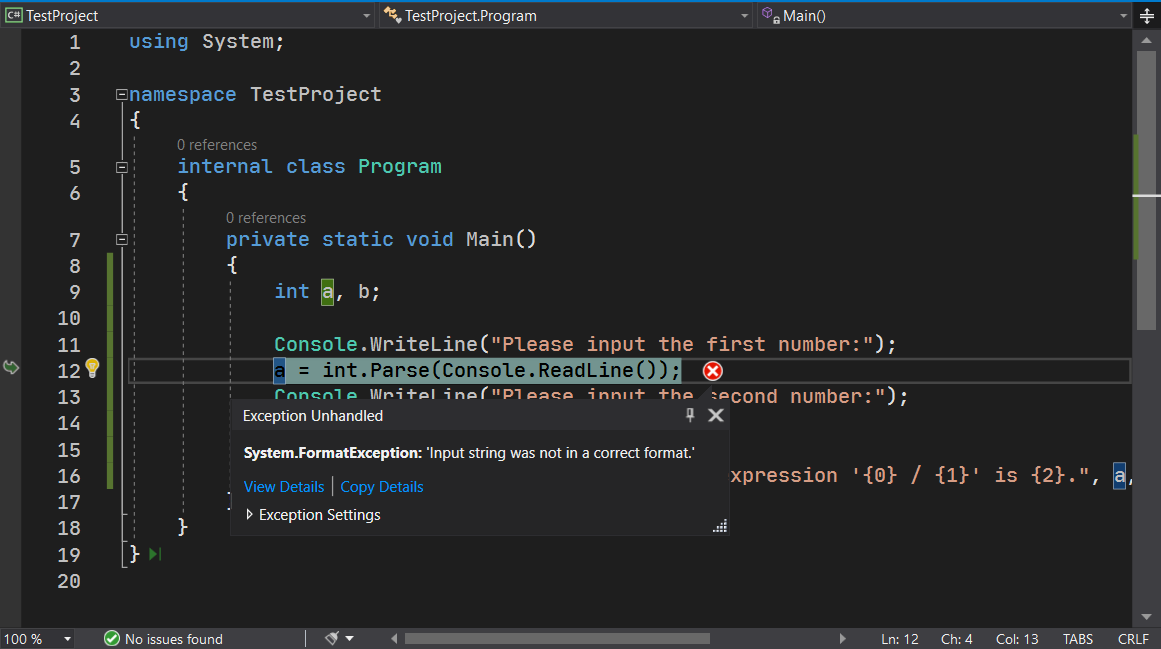 C# TestProject TestProject.Program Main()
1 using System;
2
3 namespace TestProject
4 {
0 references
5 internal class Program
6 {
0 references
7 private static void Main()
8 {
9 int a, b;
10
11 Console.WriteLine("Please input the first number:");
12 a = int.Parse(Console.ReadLine());
13 Console.WriteLine("Please input the second number:");
14
15
16 xpression '{0} / {1}' is {2}.", a,
17
18 }
19 }
20
Exception Unhandled
System.FormatException: 'Input string was not in a correct format.'
View Details | Copy Details
Exception Settings
100 % No issues found Ln: 12 Ch: 4 Col: 13 TABS CRLF